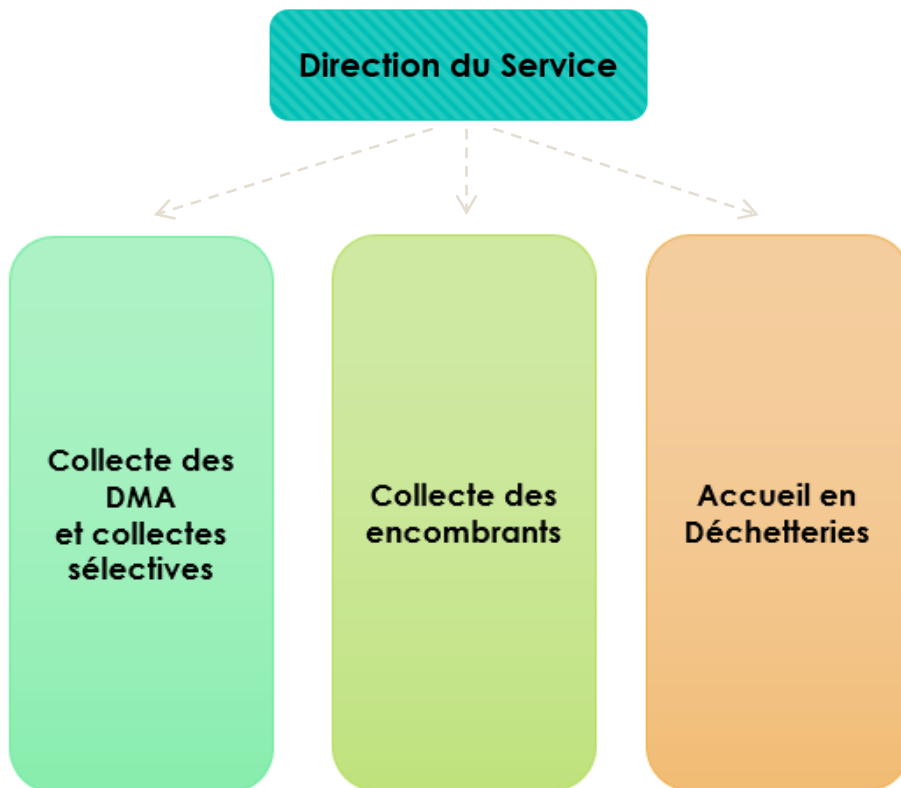 Direction du Service
Collecte des
DMA
et collectes
sélectives
Collecte des
encombrants
Accueil en
Déchetteries